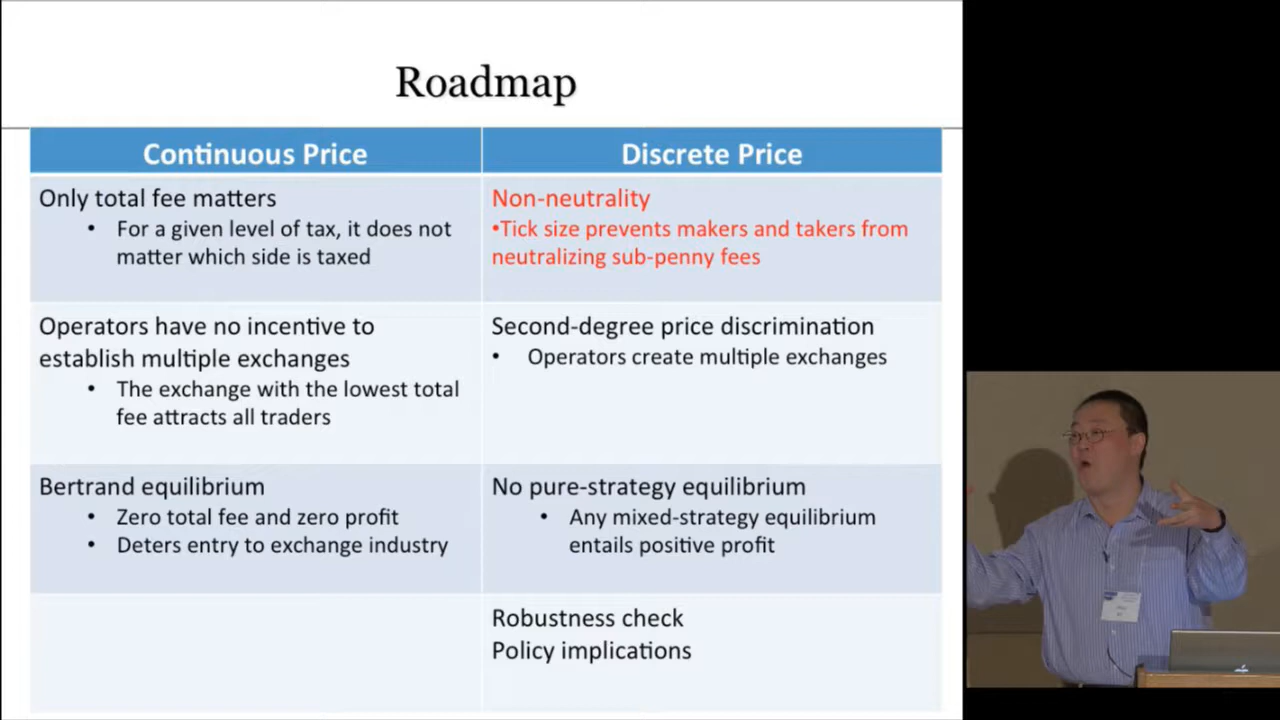 Roadmap
Continuous Price
Discrete Price
Only total fee matters
• For a given level of tax, it does not
matter which side is taxed
Non-neutrality
•Tick size prevents makers and takers from
neutralizing sub-penny fees
Operators have no incentive to
establish multiple exchanges
• The exchange with the lowest total
fee attracts all traders
Second-degree price discrimination
• Operators create multiple exchanges
Bertrand equilibrium
• Zero total fee and zero profit
• Deters entry to exchange industry
No pure-strategy equilibrium
• Any mixed-strategy equilibrium
entails positive profit
Robustness check
Policy implications